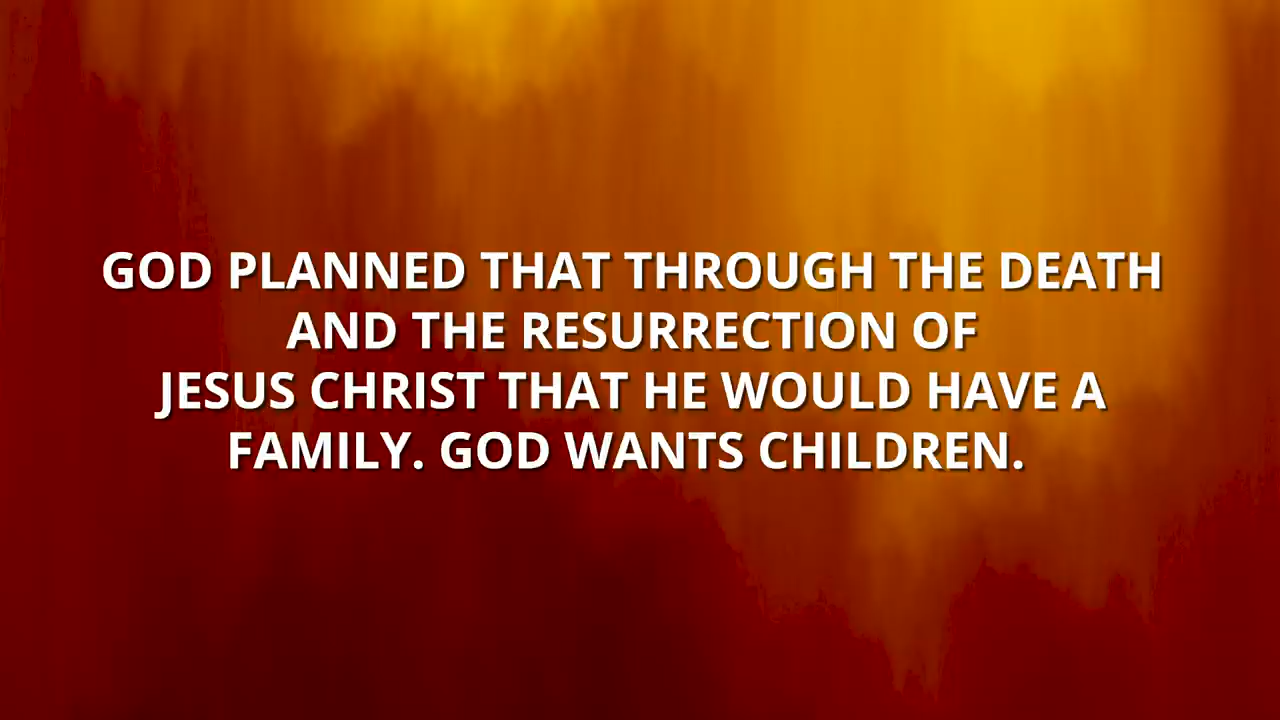 GOD PLANNED THAT THROUGH THE DEATH
AND THE RESURRECTION OF
JESUS CHRIST THAT HE WOULD HAVE A
FAMILY. GOD WANTS CHILDREN.